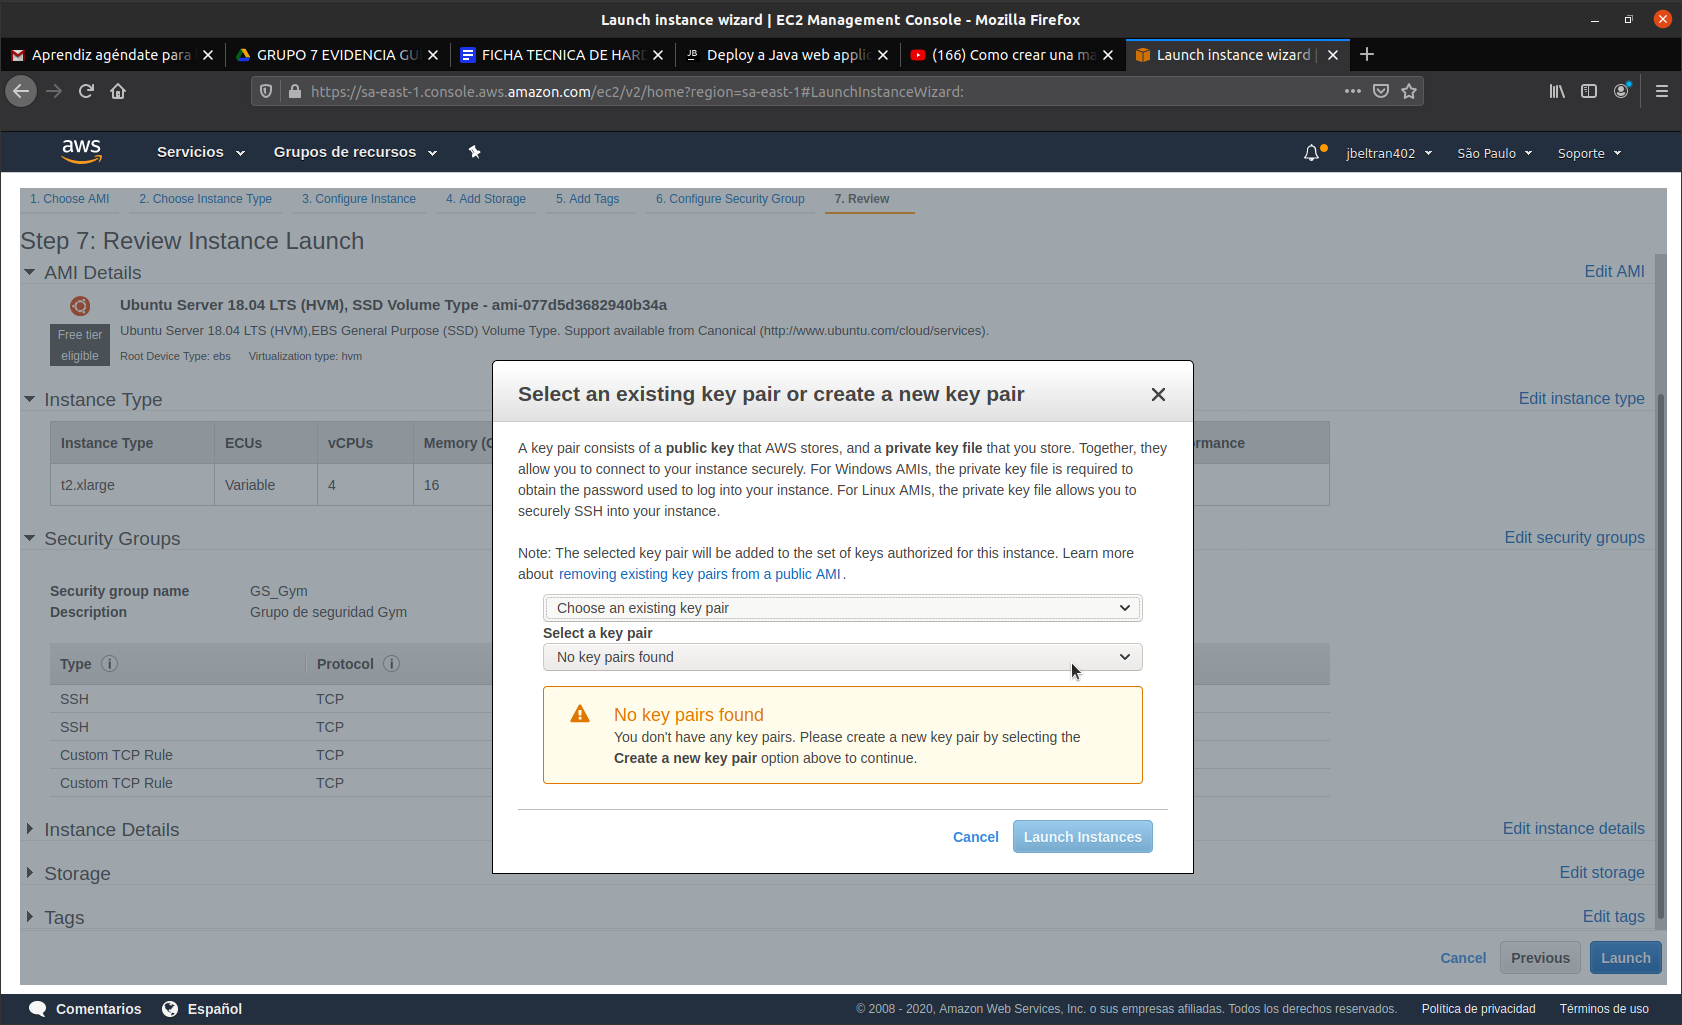 Launch instance wizard | EC2 Management Console - Mozilla Firefox
Aprendiz agéndate para
GRUPO 7 EVIDENCIA GU
FICHA TECNICA DE HAR
Deploy a Java web applic
(166) Como crear una ma
Launch instance wizard |
https://sa-east-1.console.aws.amazon.com/ec2/v2/home?region=sa-east-1#LaunchInstanceWizard:
aws
Servicios
Grupos de recursos
jbeltran402
São Paulo
Soporte
1. Choose AMI
2. Choose Instance Type
3. Configure Instance
4. Add Storage
5. Add Tags
6. Configure Security Group
7. Review
Step 7: Review Instance Launch
AMI Details
Edit AMI
Ubuntu Server 18.04 LTS (HVM), SSD Volume Type - ami-077d5d3682940b34a
Free tier
eligible
Ubuntu Server 18.04 LTS (HVM),EBS General Purpose (SSD) Volume Type. Support available from Canonical (http://www.ubuntu.com/cloud/services).
Root Device Type: ebs Virtualization type: hvm
Instance Type
Edit instance type
Instance Type ECUs vCPUs Memory (G rmance
t2.xlarge Variable 4 16
Security Groups
Edit security groups
Security group name GS_Gym
Description Grupo de seguridad Gym
Type Protocol
SSH TCP
SSH TCP
Custom TCP Rule TCP
Custom TCP Rule TCP
Instance Details
Edit instance details
Storage
Edit storage
Tags
Edit tags
Select an existing key pair or create a new key pair
A key pair consists of a public key that AWS stores, and a private key file that you store. Together, they
allow you to connect to your instance securely. For Windows AMIs, the private key file is required to
obtain the password used to log into your instance. For Linux AMIs, the private key file allows you to
securely SSH into your instance.
Note: The selected key pair will be added to the set of keys authorized for this instance. Learn more
about removing existing key pairs from a public AMI.
Choose an existing key pair
Select a key pair
No key pairs found
No key pairs found
You don't have any key pairs. Please create a new key pair by selecting the
Create a new key pair option above to continue.
Cancel
Launch Instances
Cancel
Previous
Launch
Comentarios
Español
© 2008 - 2020, Amazon Web Services, Inc. o sus empresas afiliadas. Todos los derechos reservados.
Política de privacidad
Términos de uso